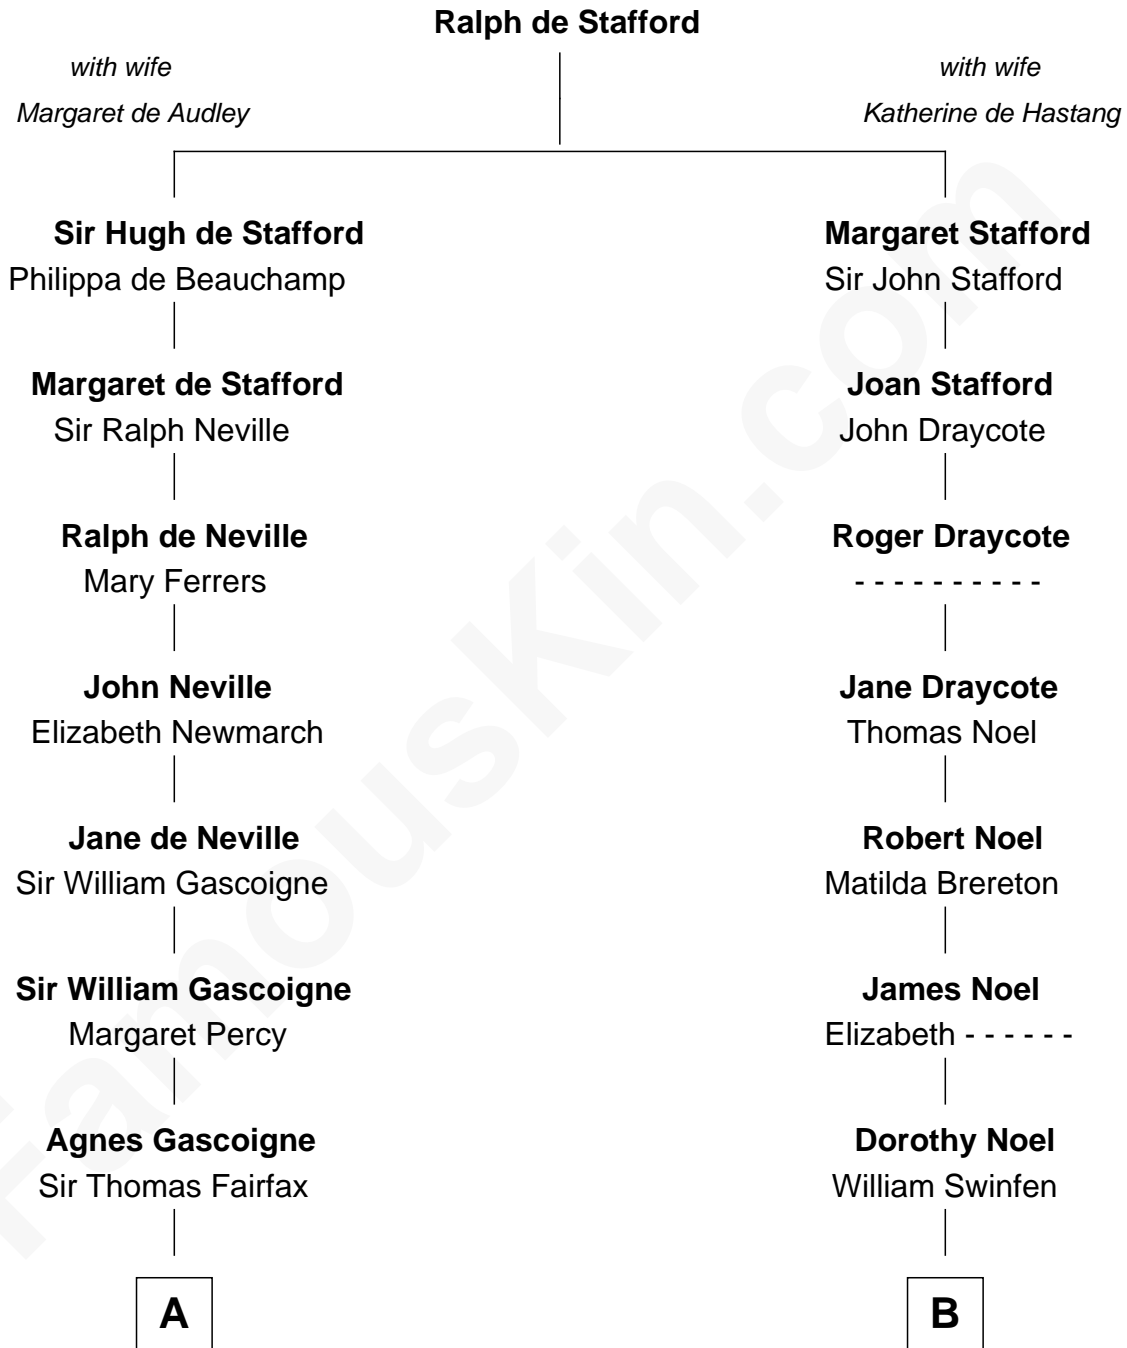 Ralph de Stafford
with wife
Margaret de Audley
with wife
Katherine de Hastang
Sir Hugh de Stafford
Philippa de Beauchamp
Margaret Stafford
Sir John Stafford
Margaret de Stafford
Sir Ralph Neville
Joan Stafford
John Draycote
Ralph de Neville
Mary Ferrers
Roger Draycote
- - - - - - - - - -
John Neville
Elizabeth Newmarch
Jane Draycote
Thomas Noel
Jane de Neville
Sir William Gascoigne
Robert Noel
Matilda Brereton
Sir William Gascoigne
Margaret Percy
James Noel
Elizabeth - - - - - -
Agnes Gascoigne
Sir Thomas Fairfax
Dorothy Noel
William Swinfen
A
B
FamousKin.com